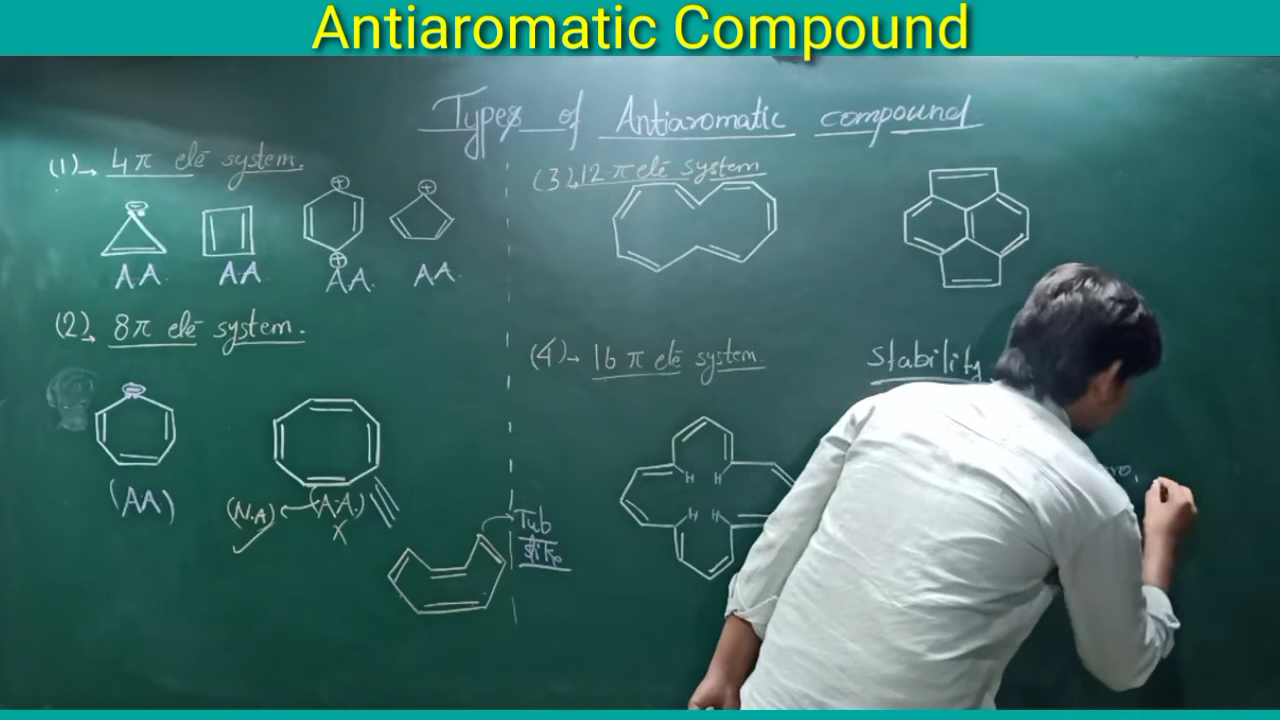 Antiaromatic Compound
Types of Antiaromatic compound
(1)→ 4π ele⁻ system.
⊖ ⊕ ⊕ ⊕
AA. AA AA. AA.
(2)→ 8π ele⁻ system.
(AA)
(N.A) (A.A.)
X
Tub
like
(3)→ 12 π ele⁻ system
(4)→ 16 π ele⁻ system.
H H
H H
Stability